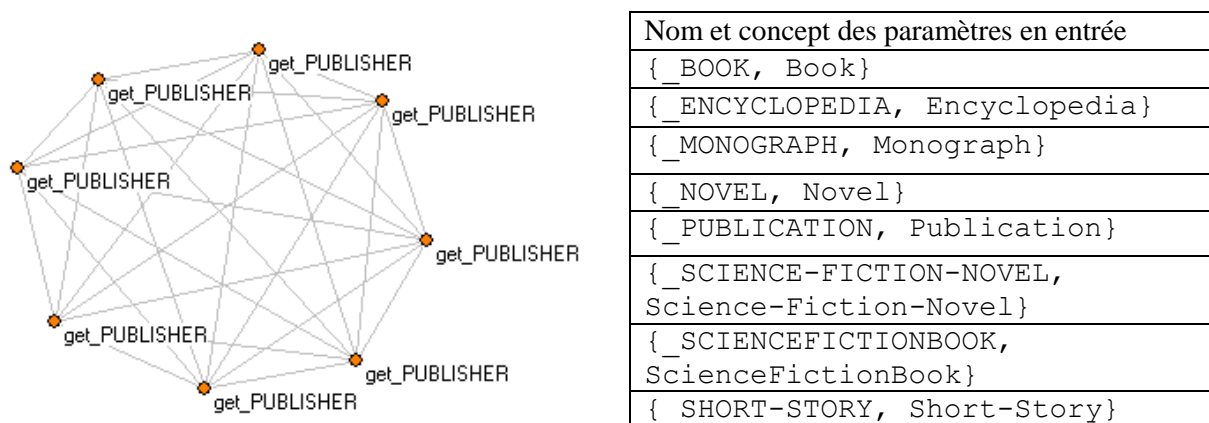 get_PUBLISHER
get_PUBLISHER
get_PUBLISHER
get_PUBLISHER
get_PUBLISHER
get_PUBLISHER
get_PUBLISHER
get_PUBLISHER
Nom et concept des paramètres en entrée
{_BOOK, Book}
{_ENCYCLOPEDIA, Encyclopedia}
{_MONOGRAPH, Monograph}
{_NOVEL, Novel}
{_PUBLICATION, Publication}
{_SCIENCE-FICTION-NOVEL,
Science-Fiction-Novel}
{_SCIENCEFICTIONBOOK,
ScienceFictionBook}
{_SHORT-STORY, Short-Story}